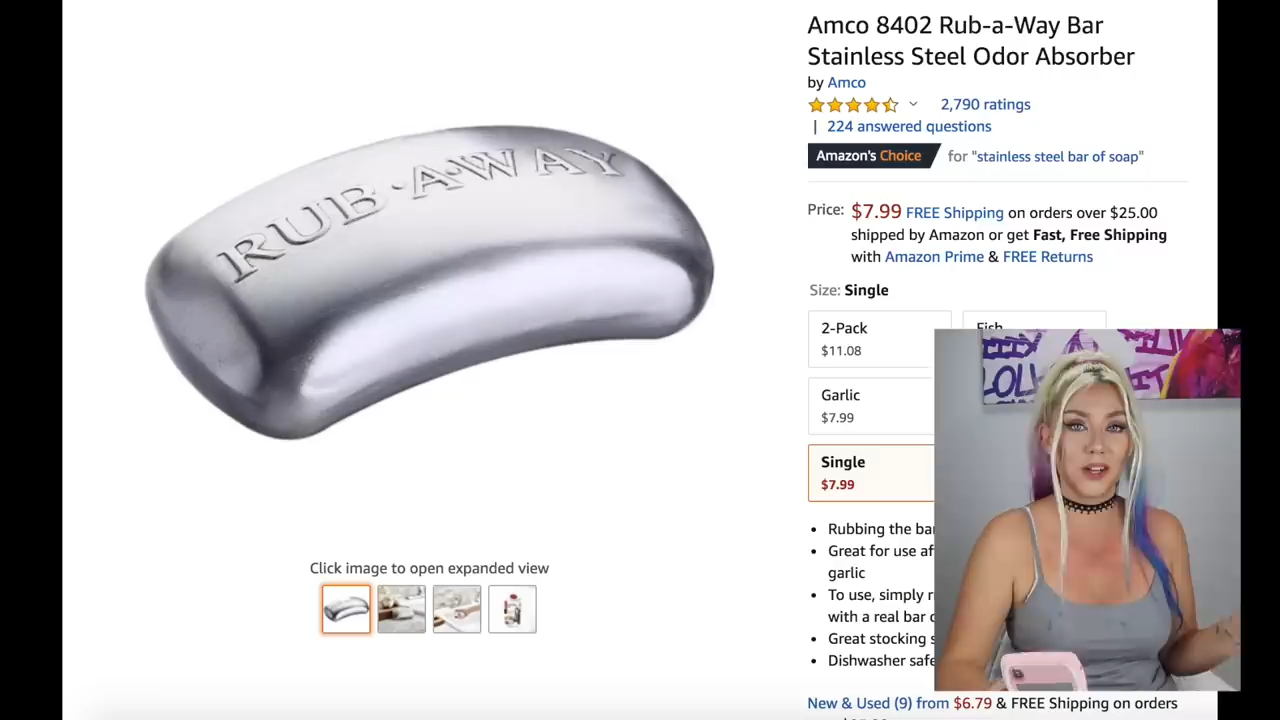 RUB·A·WAY
Amco 8402 Rub-a-Way Bar
Stainless Steel Odor Absorber
by Amco
2,790 ratings
| 224 answered questions
Amazon's Choice for "stainless steel bar of soap"
Price: $7.99 FREE Shipping on orders over $25.00
shipped by Amazon or get Fast, Free Shipping
with Amazon Prime & FREE Returns
Size: Single
2-Pack
$11.08
Fish
Garlic
$7.99
Single
$7.99
Rubbing the
Great for use
garlic
To use, simply
with a real bar
Great stocking
Dishwasher safe
Click image to open expanded view
New & Used (9) from $6.79 & FREE Shipping on orders